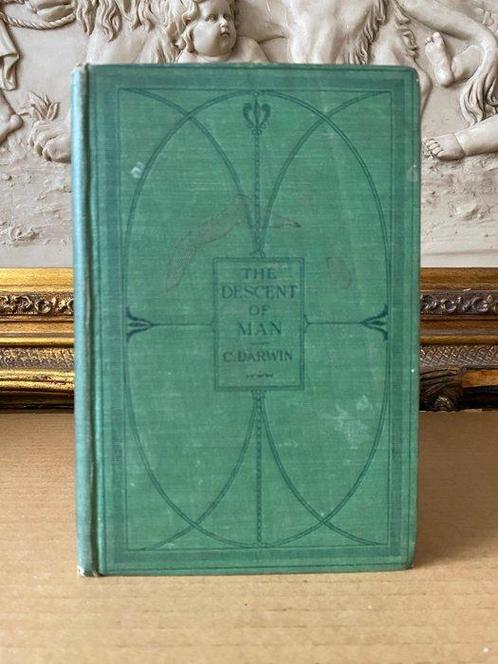 THE
DESCENT
OF
MAN
C. DARWIN